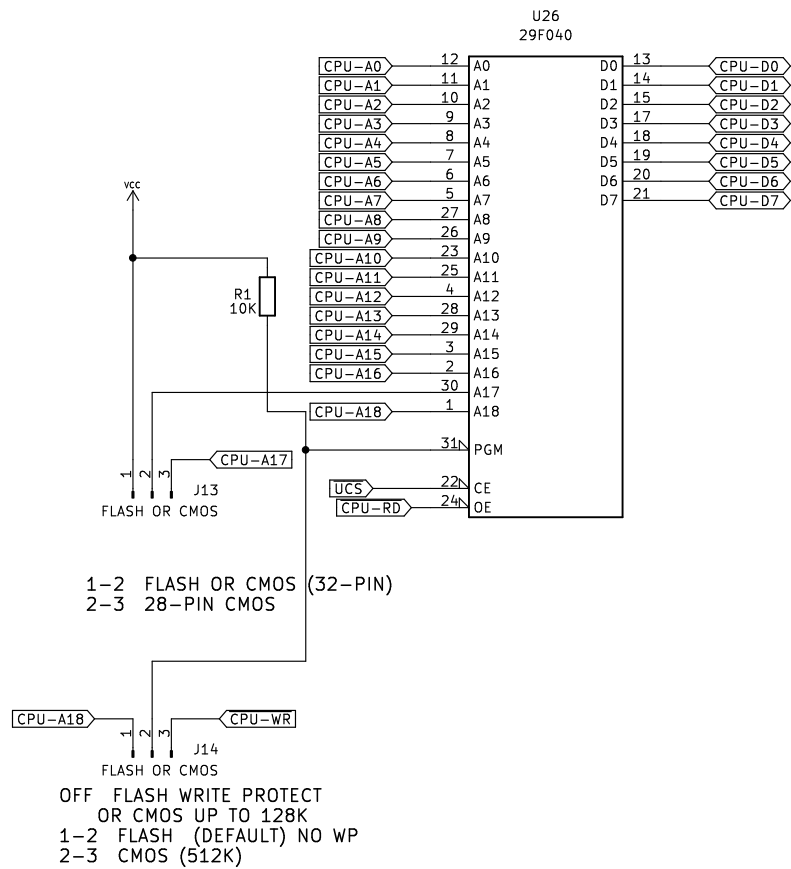 U26
29F040
CPU-A0 12 A0 D0 13 CPU-D0
CPU-A1 11 A1 D1 14 CPU-D1
CPU-A2 10 A2 D2 15 CPU-D2
CPU-A3 9 A3 D3 17 CPU-D3
CPU-A4 8 A4 D4 18 CPU-D4
CPU-A5 7 A5 D5 19 CPU-D5
CPU-A6 6 A6 D6 20 CPU-D6
CPU-A7 5 A7 D7 21 CPU-D7
CPU-A8 27 A8
CPU-A9 26 A9
CPU-A10 23 A10
CPU-A11 25 A11
CPU-A12 4 A12
CPU-A13 28 A13
CPU-A14 29 A14
CPU-A15 3 A15
CPU-A16 2 A16
30 A17
CPU-A18 1 A18
31 PGM
UCS 22 CE
CPU-RD 24 OE
VCC
R1
10K
CPU-A17
1 2 3
J13
FLASH OR CMOS
1-2 FLASH OR CMOS (32-PIN)
2-3 28-PIN CMOS
CPU-A18 1 2 3 CPU-WR
J14
FLASH OR CMOS
OFF FLASH WRITE PROTECT
OR CMOS UP TO 128K
1-2 FLASH (DEFAULT) NO WP
2-3 CMOS (512K)